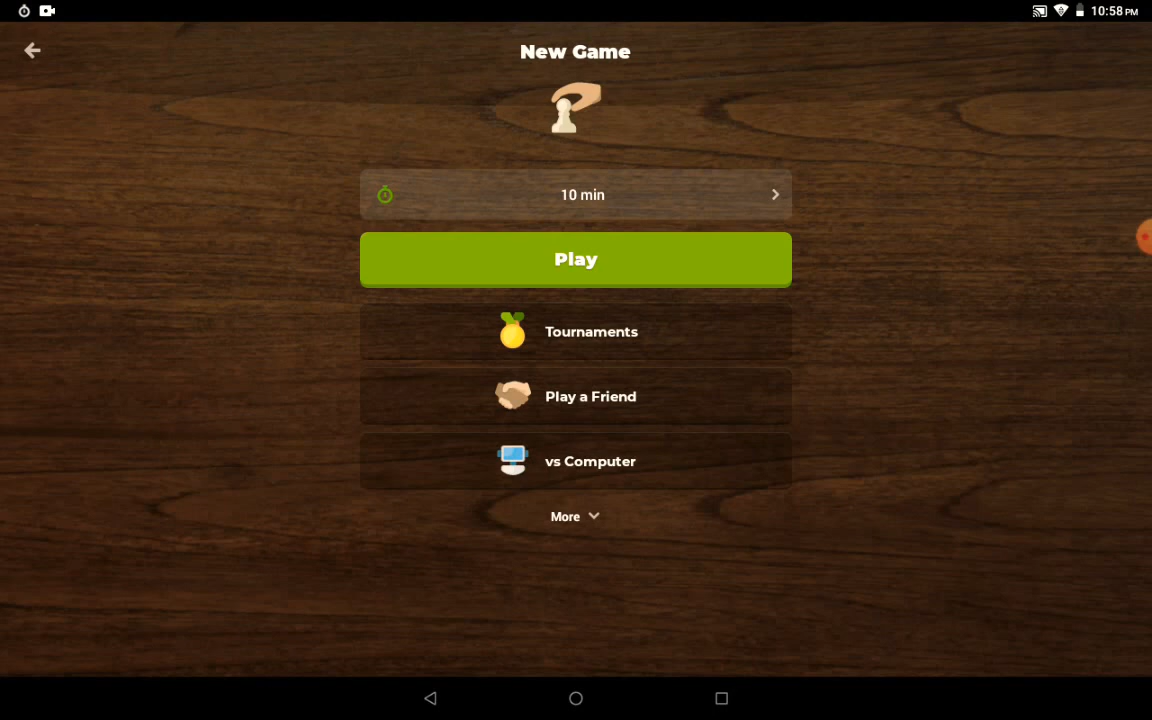 10:58 PM
New Game
10 min
Play
Tournaments
Play a Friend
vs Computer
More